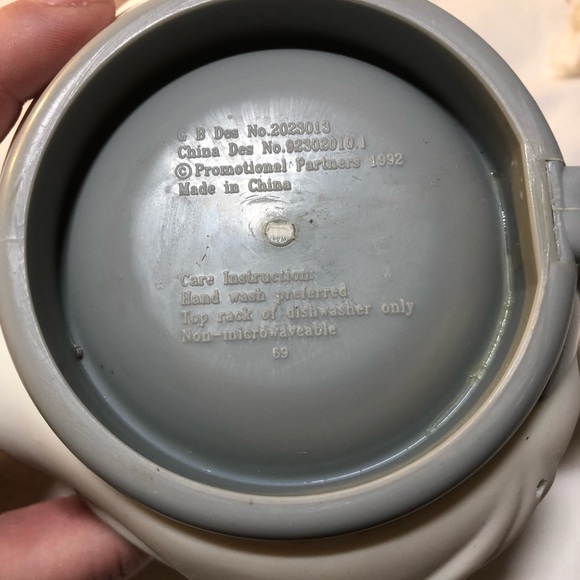 G B Des No.2023013
China Des No.92302010.1
© Promotional Partners 1992
Made in China
Care Instruction:
Hand wash preferred
Top rack of dishwasher only
Non-microwaveable
69